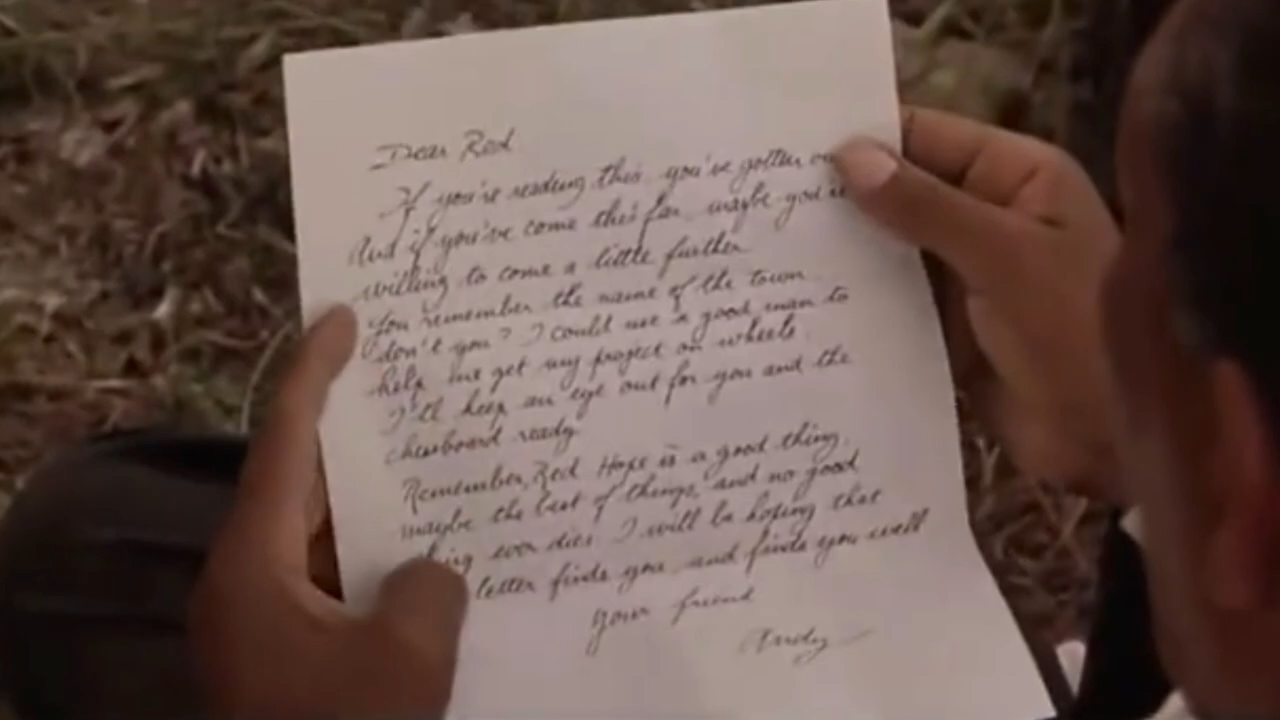 Dear Red
If you're reading this, you've gotten
And if you've come this far, maybe you're
willing to come a little further.
You remember the name of the town
don't you? I could use a good man to
help me get my project on wheels.
I'll keep an eye out for you and the
chessboard ready.
Remember, Red. Hope is a good thing,
maybe the best of things, and no good
ever dies. I will be hoping that
letter finds you and finds you well
Your friend
Andy